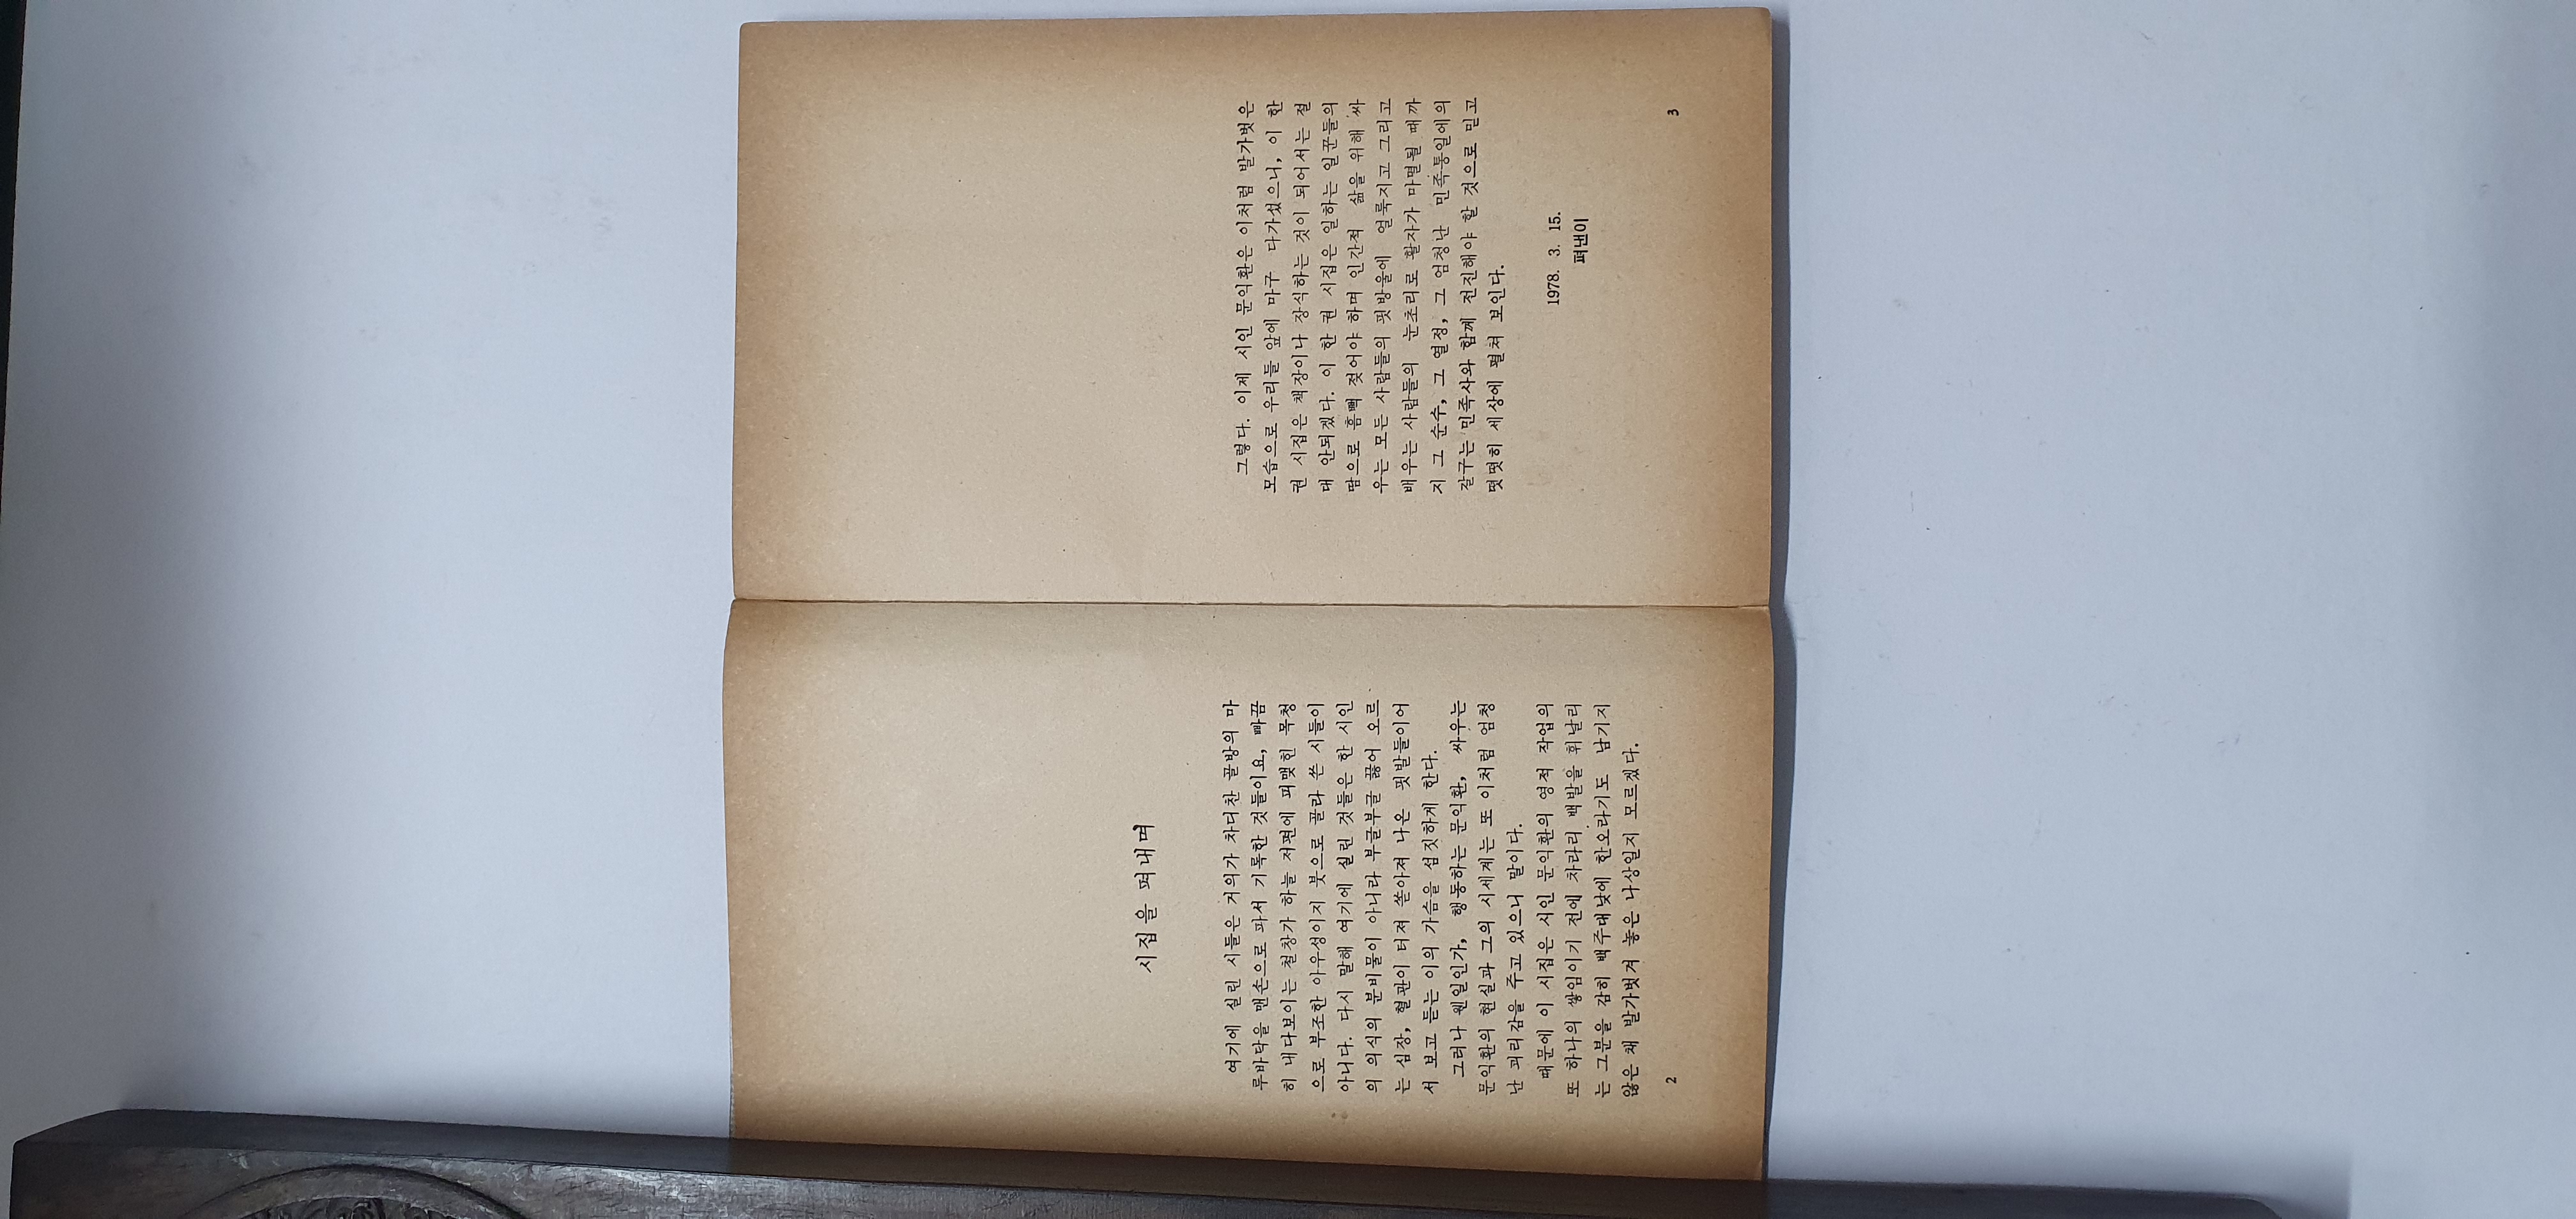 시집을 펴내며
여기에 실린 시들은 거의가 차디찬 골방의 마
루바닥을 맨손으로 파서 기록한 것들이요, 빠끔
히 내다보이는 철창가 하늘 저편에 피맺힌 목청
으로 부조한 아우성이지 붓으로 골라 쓴 시들이
아니다. 다시 말해 여기에 실린 것들은 한 시인
의 의식의 분비물이 아니라 부글부글 끓어 오르
는 심장, 혈관이 터져 쏟아져 나온 핏발들이어
서 보고 듣는 이의 가슴을 섬짓하게 한다.
그러나 웬일인가, 행동하는 문익환, 싸우는
문익환의 현실과 그의 시세계는 또 이처럼 엄청
난 괴리감을 주고 있으니 말이다.
때문에 이 시집은 시인 문익환의 영적 작업의
또 하나의 쌓임이기 전에 차라리 백발을 휘날리
는 그분을 감히 백주대낮에 한오라기도 남기지
않은 채 발가벗겨 놓은 나상일지 모르겠다.
2
그렇다. 이제 시인 문익환은 이처럼 발가벗은
모습으로 우리들 앞에 마구 다가섰으니, 이 한
권 시집은 책장이나 장식하는 것이 되어서는 절
대 안되겠다. 이 한 권 시집은 일하는 일꾼들의
땀으로 흠뻑 젖어야 하며 인간적 삶을 위해 싸
우는 모든 사람들의 핏방울에 얼룩지고 그리고
배우는 사람들의 눈초리로 활자가 마멸될 때까
지 그 순수, 그 열정, 그 엄청난 민족통일에의
갈구는 민족사와 함께 전진해야 할 것으로 믿고
떳떳히 세상에 펼쳐 보인다.
1978. 3. 15.
펴낸이
3